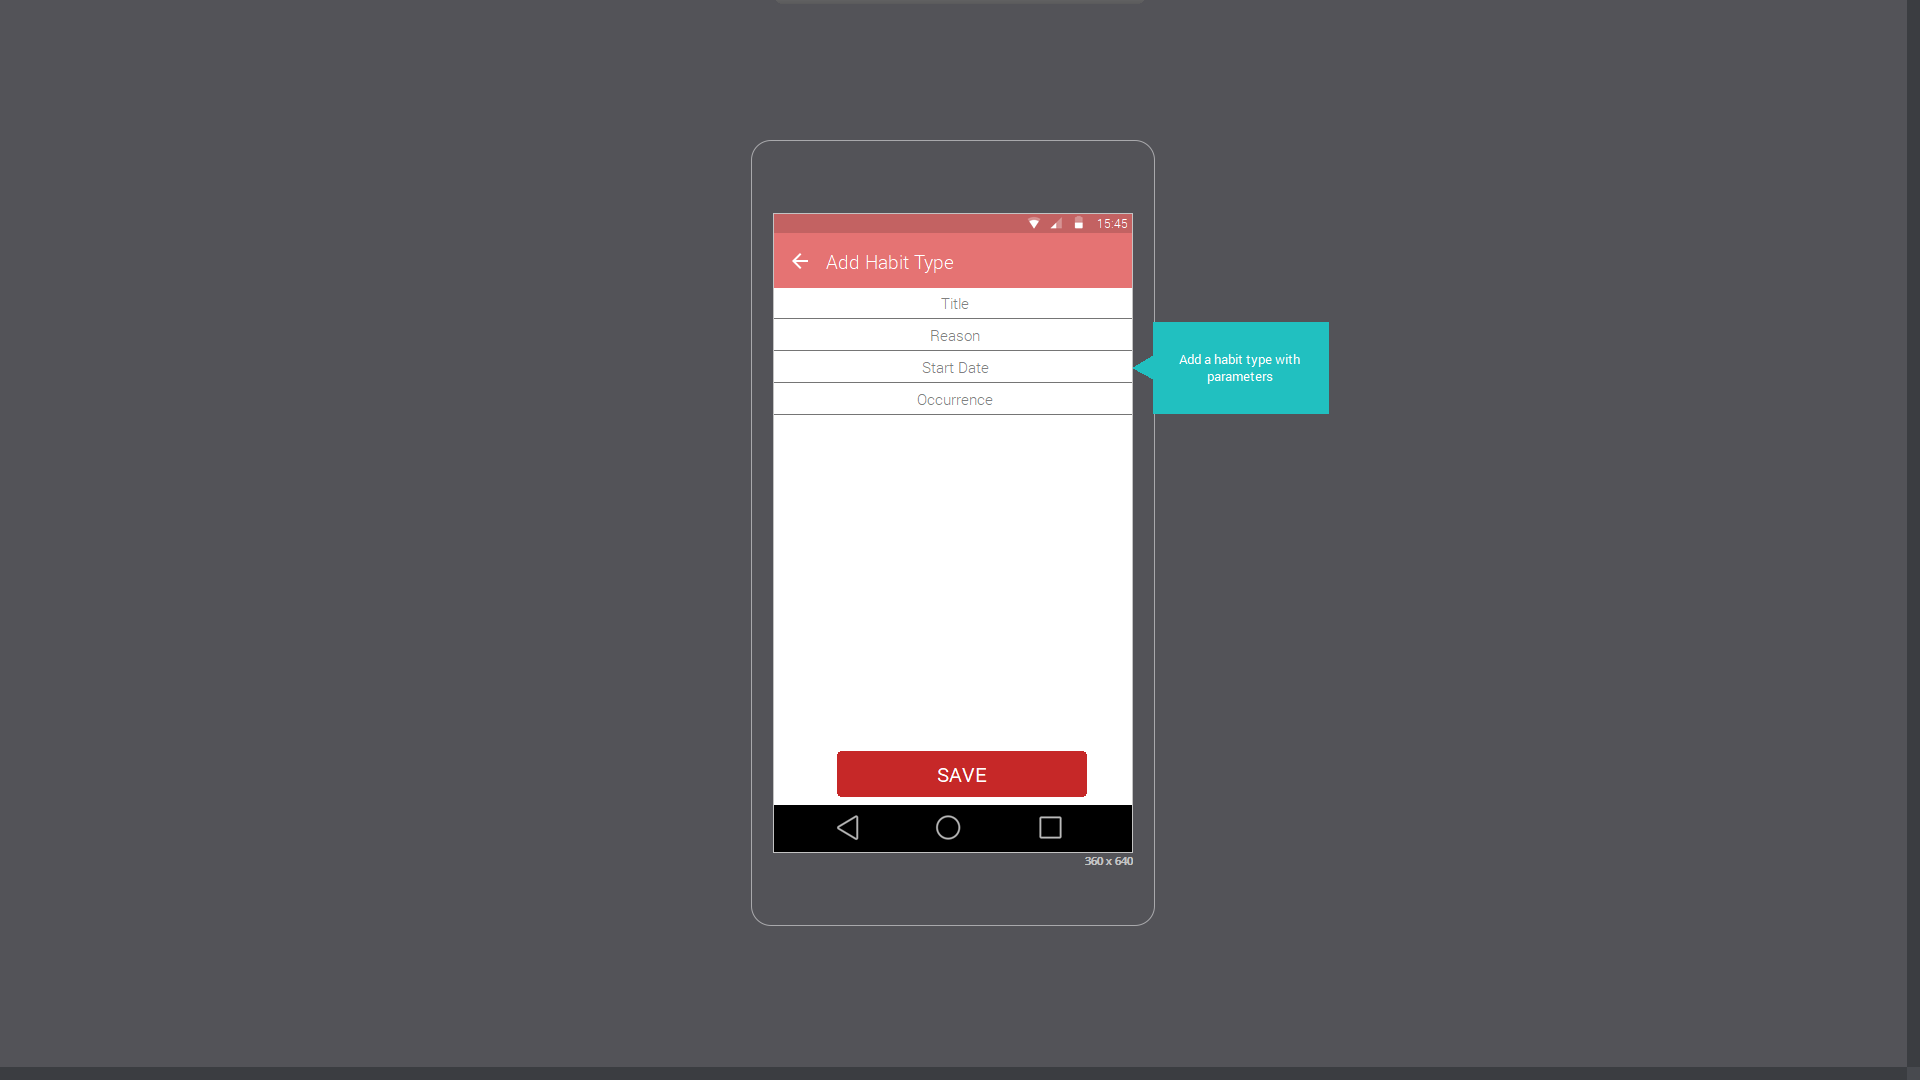 15:45
Add Habit Type
Title
Reason
Start Date
Occurrence
Add a habit type with
parameters
SAVE
360 x 640